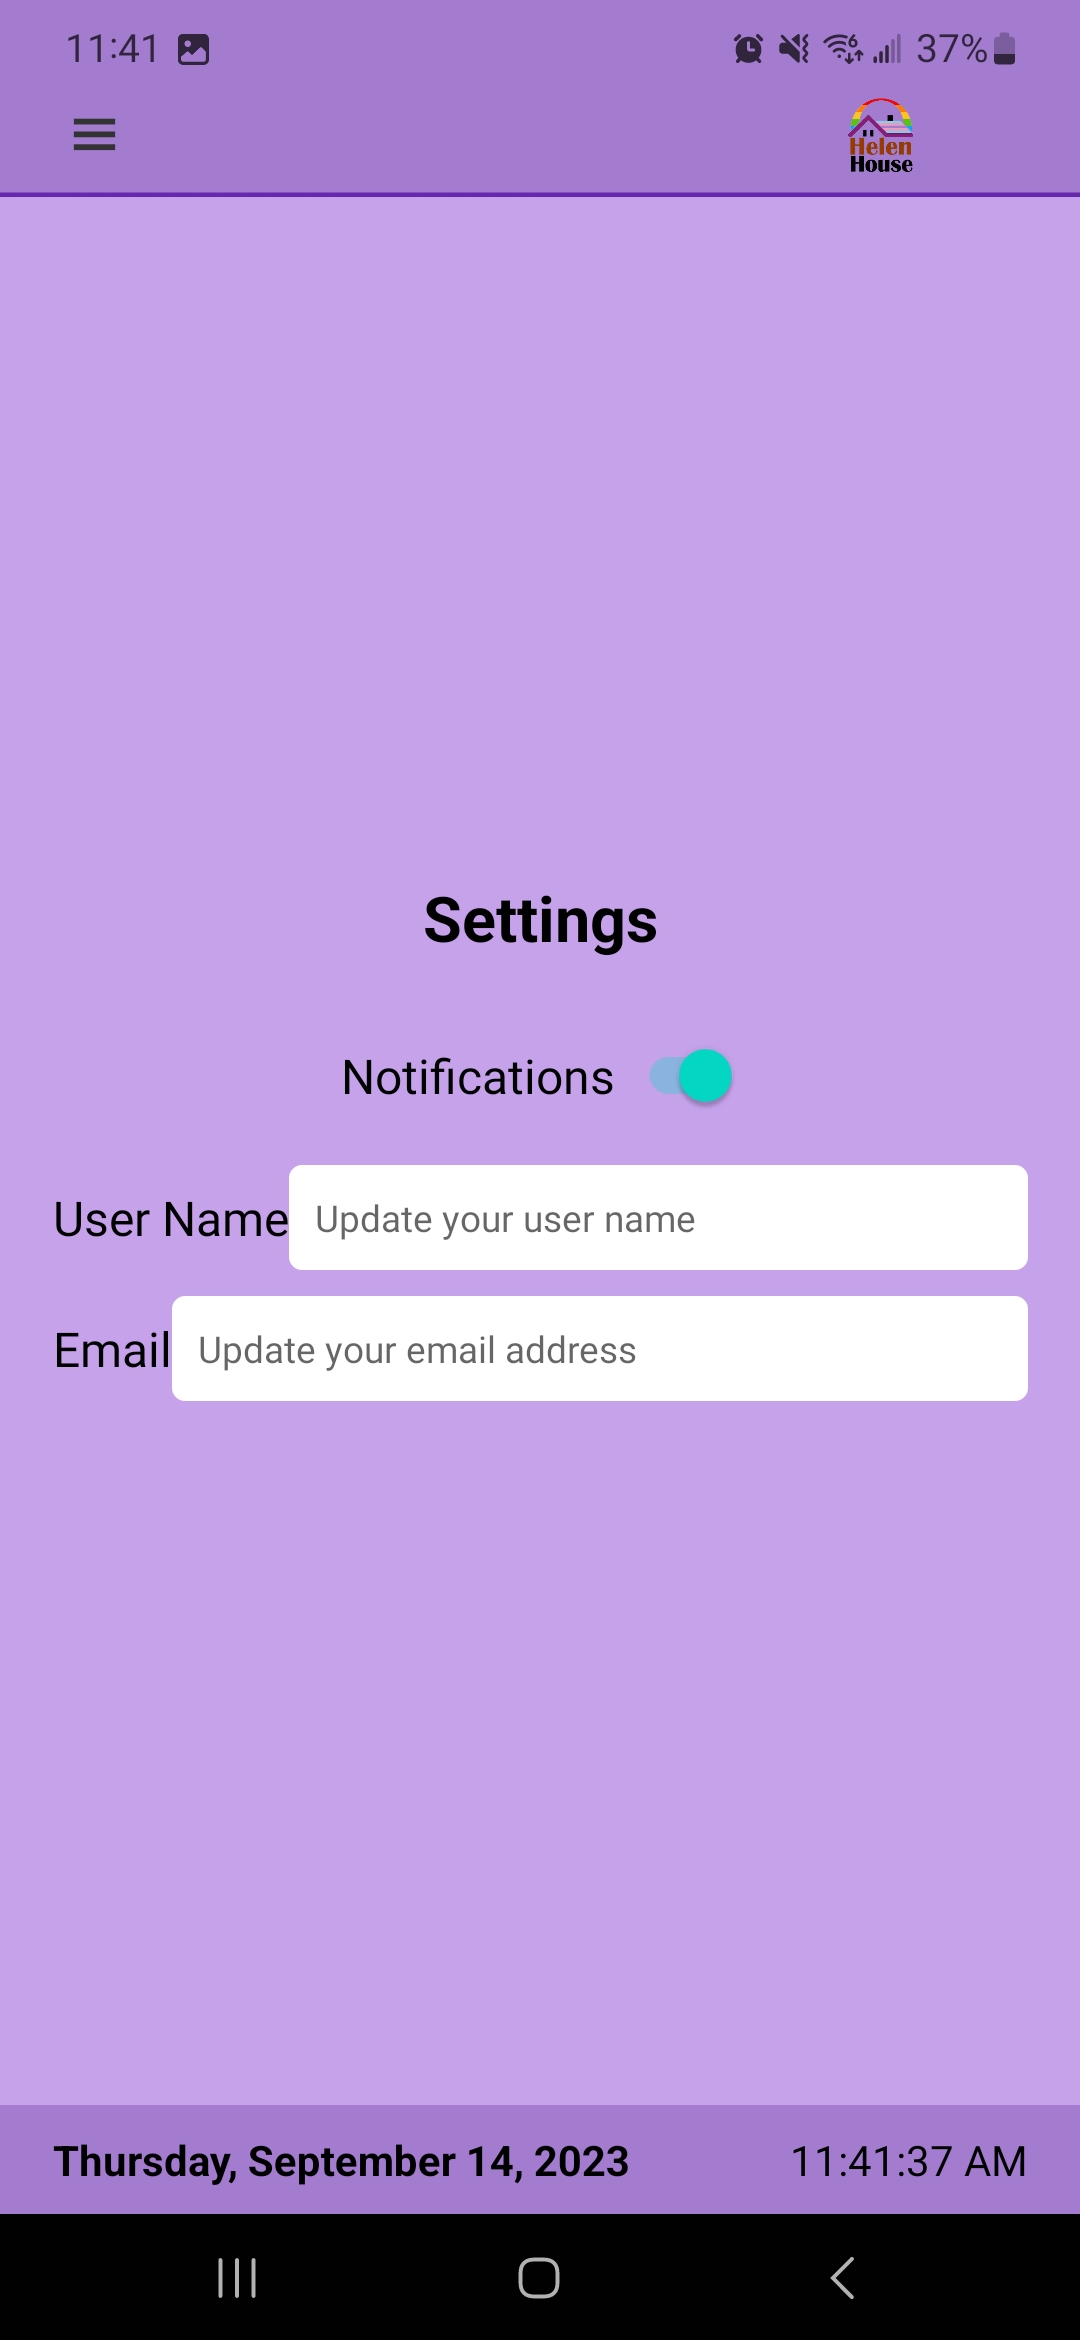 11:41 6 37%
Helen
House
Settings
Notifications
User Name Update your user name
Email Update your email address
Thursday, September 14, 2023 11:41:37 AM